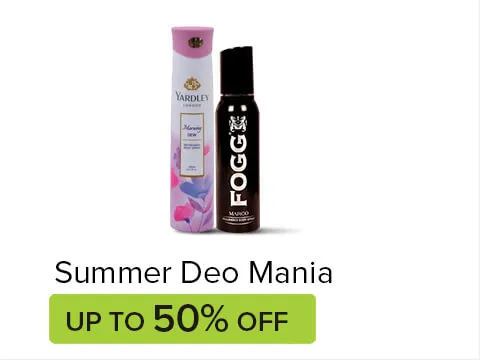 YARDLEY
LONDON
Morning
DEW
FOGG
MARCO
Summer Deo Mania
UP TO 50% OFF